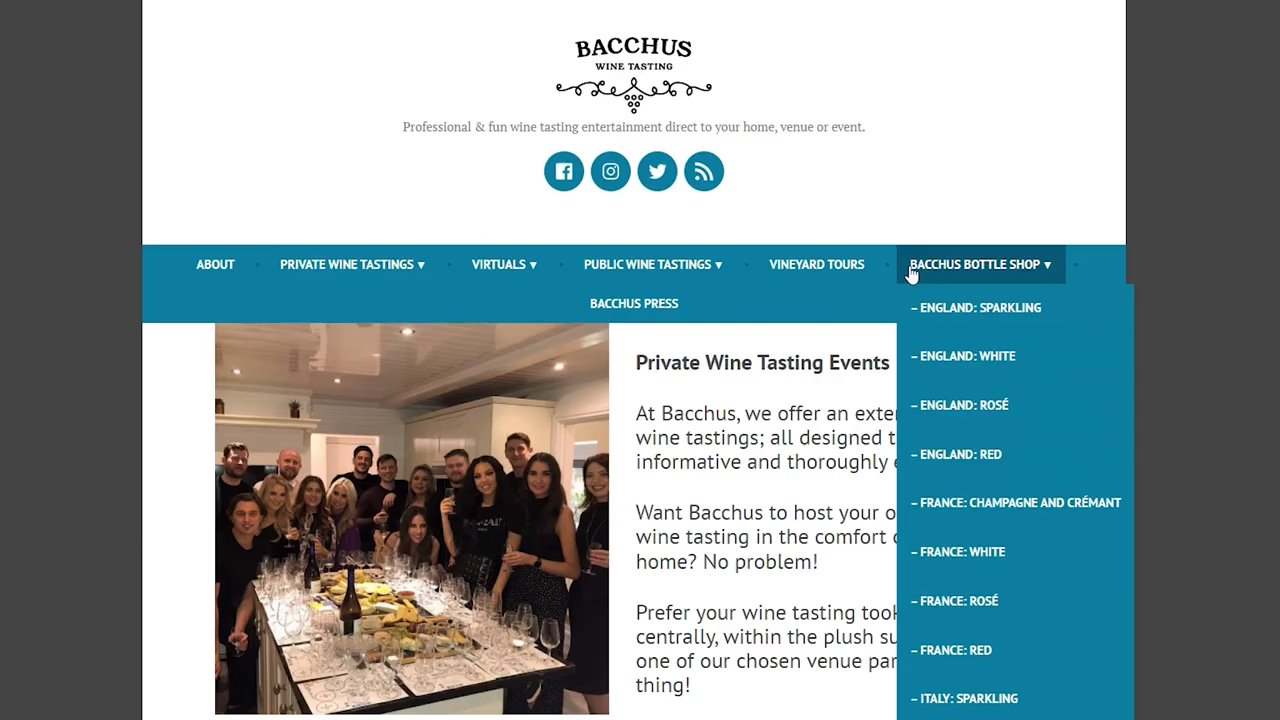 BACCHUS
WINE TASTING
Professional & fun wine tasting entertainment direct to your home, venue or event.
ABOUT PRIVATE WINE TASTINGS ▼ VIRTUALS ▼ PUBLIC WINE TASTINGS ▼ VINEYARD TOURS BACCHUS BOTTLE SHOP ▼
BACCHUS PRESS
– ENGLAND: SPARKLING
– ENGLAND: WHITE
– ENGLAND: ROSÉ
– ENGLAND: RED
– FRANCE: CHAMPAGNE AND CRÉMANT
– FRANCE: WHITE
– FRANCE: ROSÉ
– FRANCE: RED
– ITALY: SPARKLING
Private Wine Tasting Events
At Bacchus, we offer an
wine tastings; all designed
informative and thoroughly
Want Bacchus to host your
wine tasting in the comfort
home? No problem!
Prefer your wine tasting
centrally, within the plush
one of our chosen venue
thing!